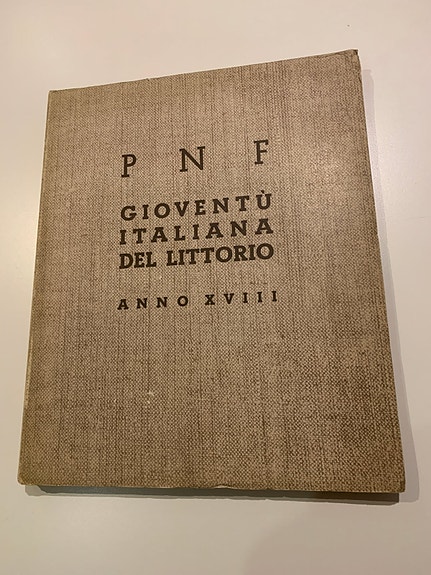 P N F
GIOVENTÙ
ITALIANA
DEL LITTORIO
ANNO XVIII